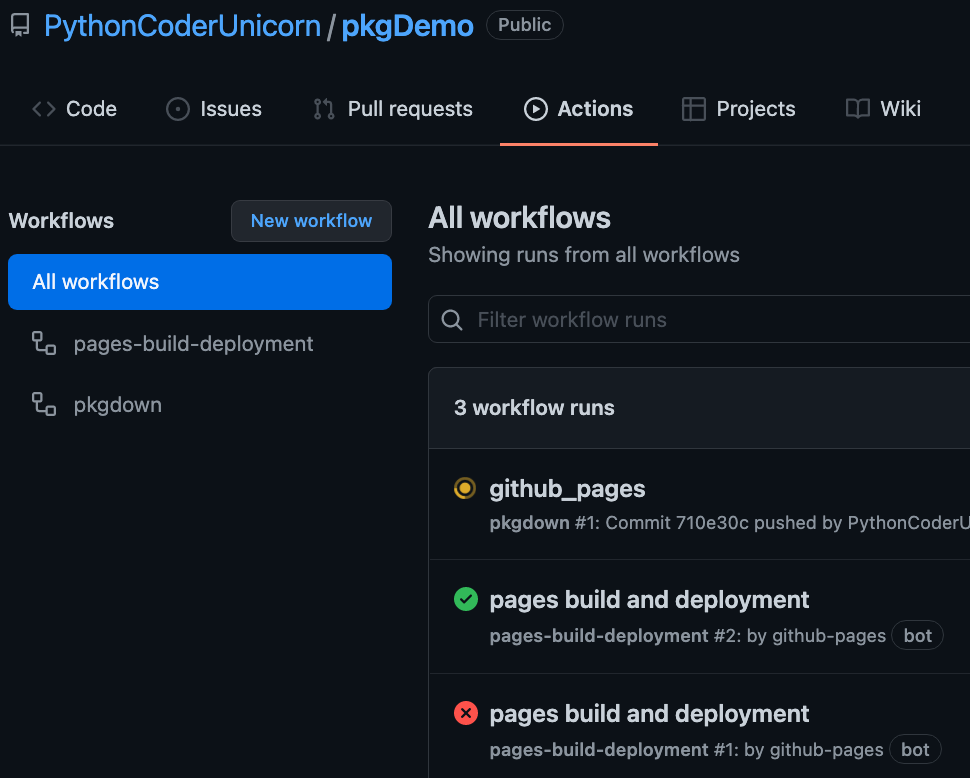 PythonCoderUnicorn / pkgDemo Public
Code Issues Pull requests Actions Projects Wiki
Workflows New workflow
All workflows
pages-build-deployment
pkgdown
All workflows
Showing runs from all workflows
Filter workflow runs
3 workflow runs
github_pages
pkgdown #1: Commit 710e30c pushed by PythonCoderU
pages build and deployment
pages-build-deployment #2: by github-pages bot
pages build and deployment
pages-build-deployment #1: by github-pages bot